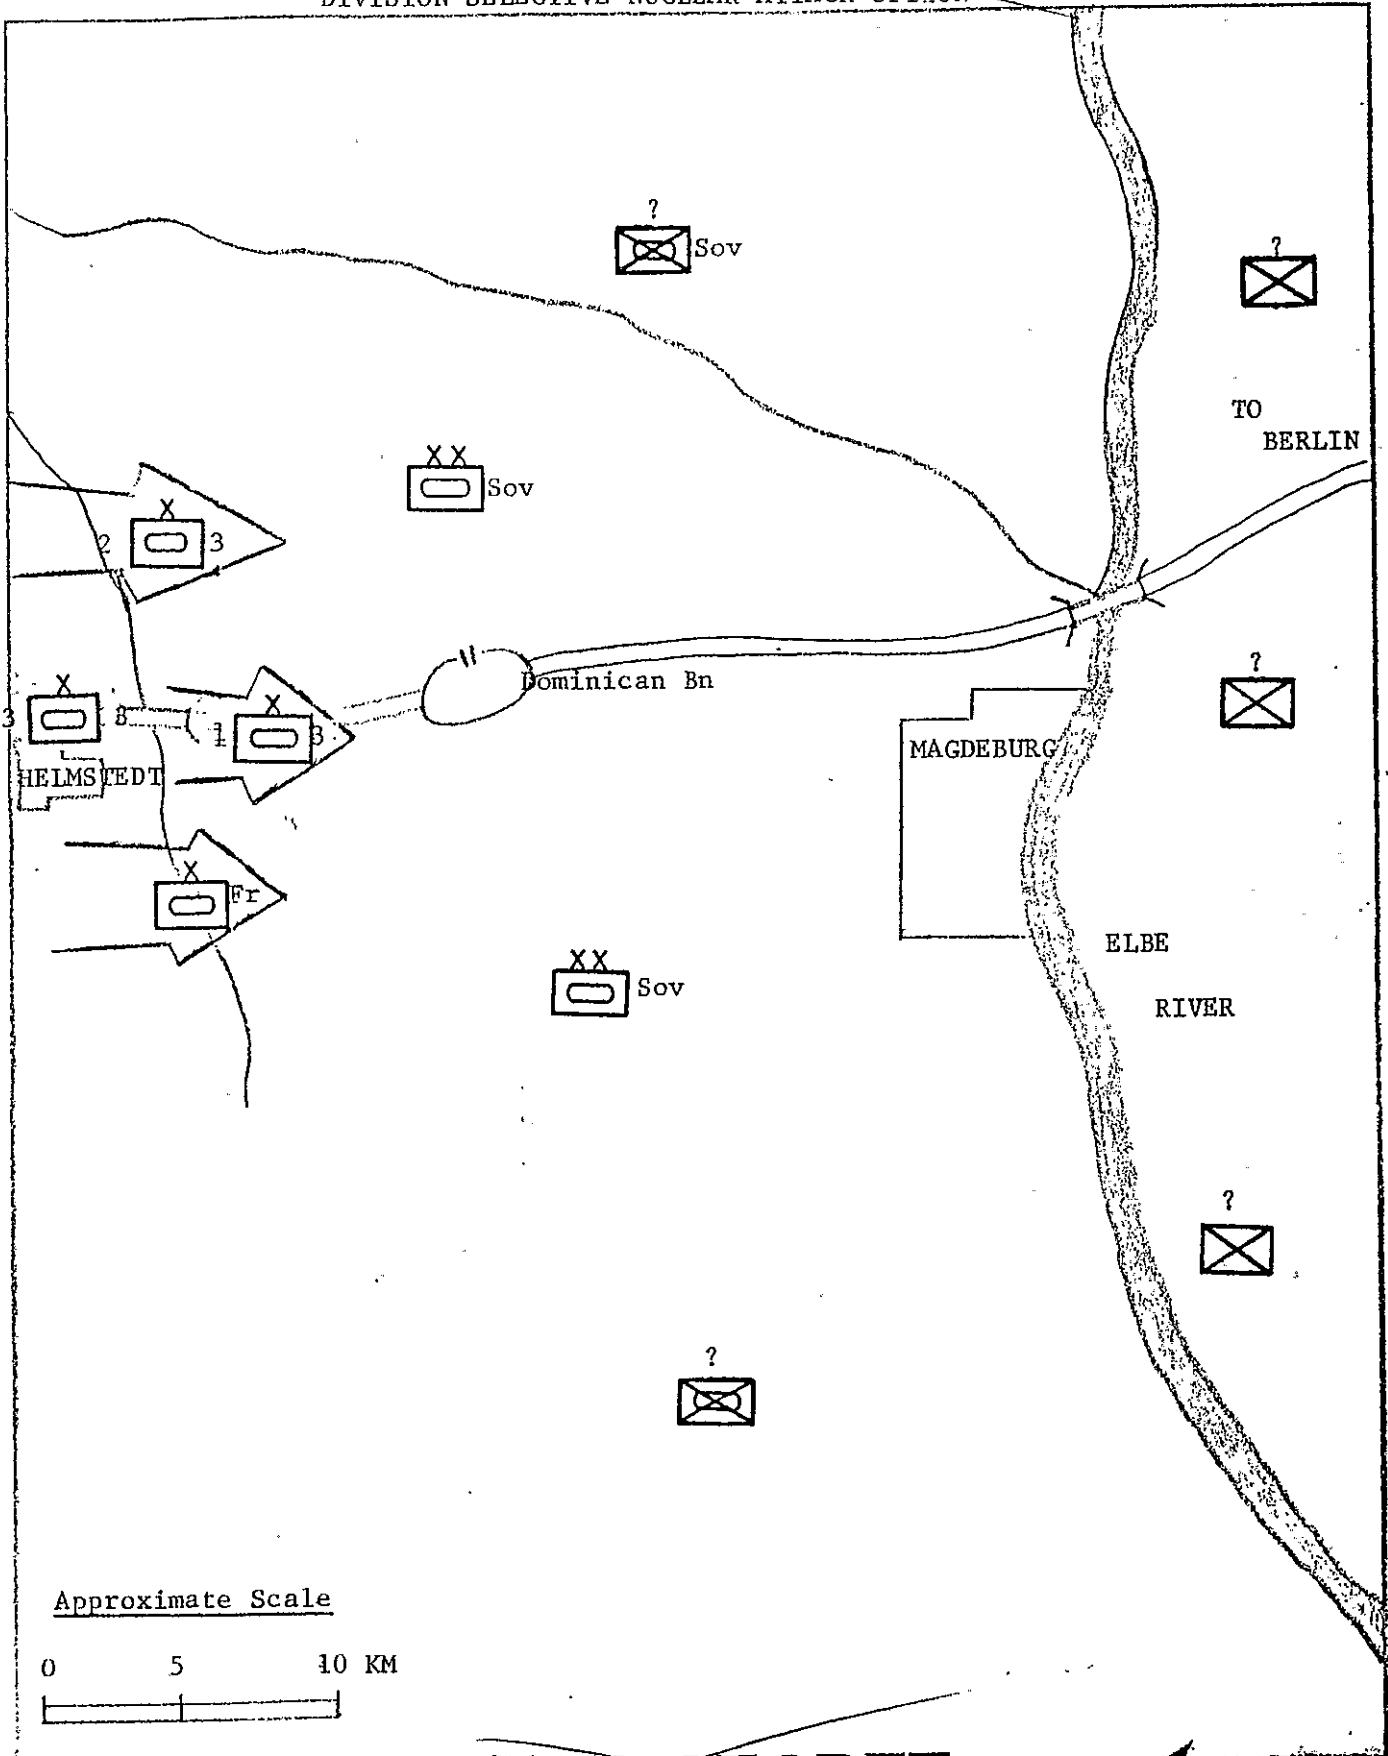 DIVISION SELECTIVE NUCLEAR ATTACK OPTION
?
Sov
?
TO
BERLIN
XX
Sov
X
2 3
Dominican Bn
?
X
3 8
X
1 3
MAGDEBURG
HELMSTEDT
X
Fr
ELBE
XX
Sov
RIVER
?
?
Approximate Scale
0 5 10 KM